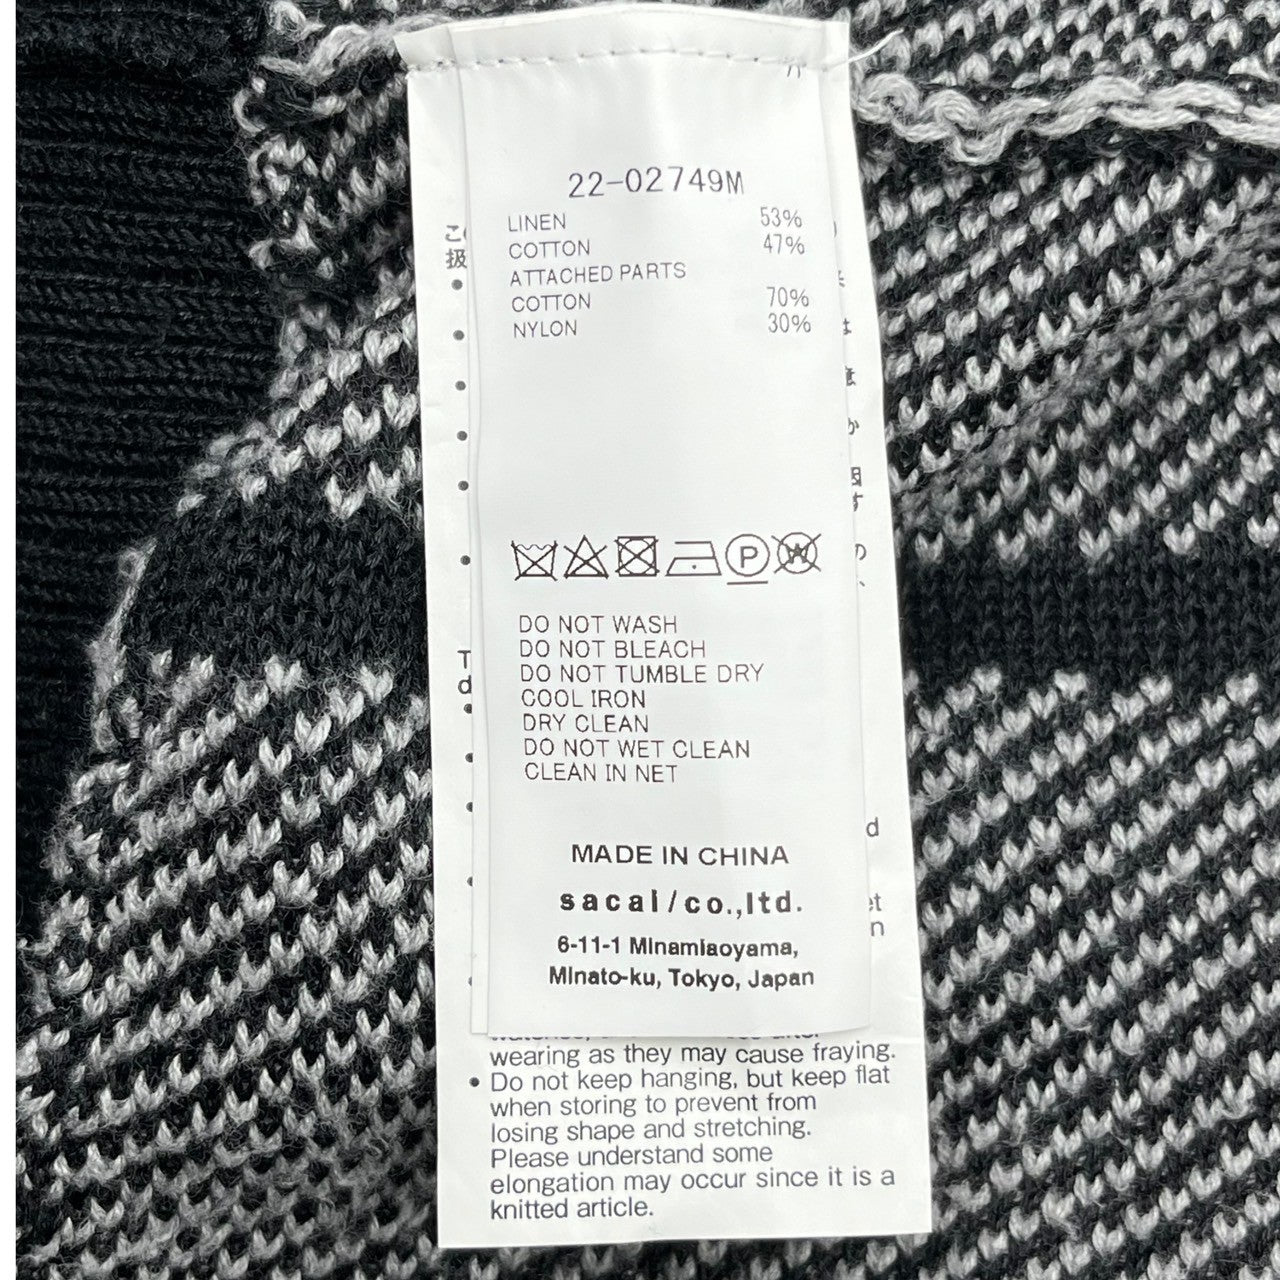 22-02749M
LINEN 53%
COTTON 47%
ATTACHED PARTS
COTTON 70%
NYLON 30%
P
W
DO NOT WASH
DO NOT BLEACH
DO NOT TUMBLE DRY
COOL IRON
DRY CLEAN
DO NOT WET CLEAN
CLEAN IN NET
MADE IN CHINA
sacai/co.,ltd.
6-11-1 Minamiaoyama,
Minato-ku, Tokyo, Japan
wearing as they may cause fraying.
• Do not keep hanging, but keep flat
when storing to prevent from
losing shape and stretching.
Please understand some
elongation may occur since it is a
knitted article.